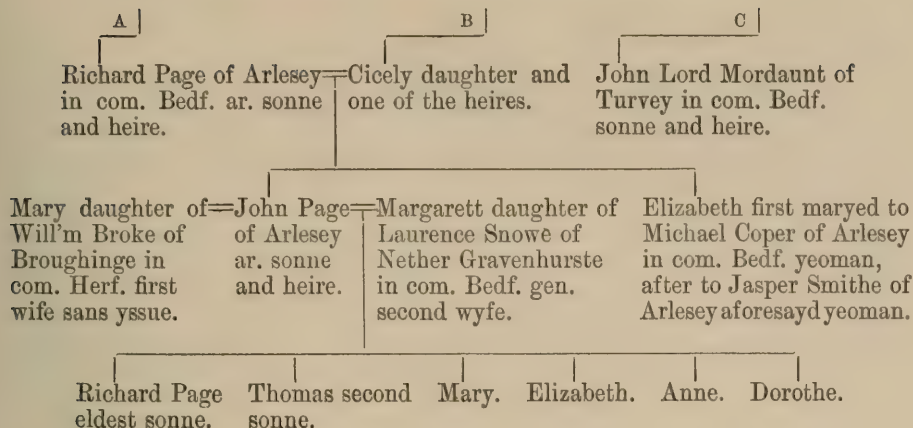 A
B
C
Richard Page of Arlesey=Cicely daughter and
in com. Bedf. ar. sonne
and heire.
one of the heires.
John Lord Mordaunt of
Turvey in com. Bedf.
sonne and heire.
Mary daughter of=John Page=Margarett daughter of
Will'm Broke of
Broughinge in
com. Herf. first
wife sans yssue.
of Arlesey
ar. sonne
and heire.
Laurence Snowe of
Nether Gravenhurste
in com. Bedf. gen.
second wyfe.
Elizabeth first maryed to
Michael Coper of Arlesey
in com. Bedf. yeoman,
after to Jasper Smithe of
Arlesey aforesayd yeoman.
Richard Page
eldest sonne.
Thomas second
sonne.
Mary.
Elizabeth.
Anne.
Dorothe.